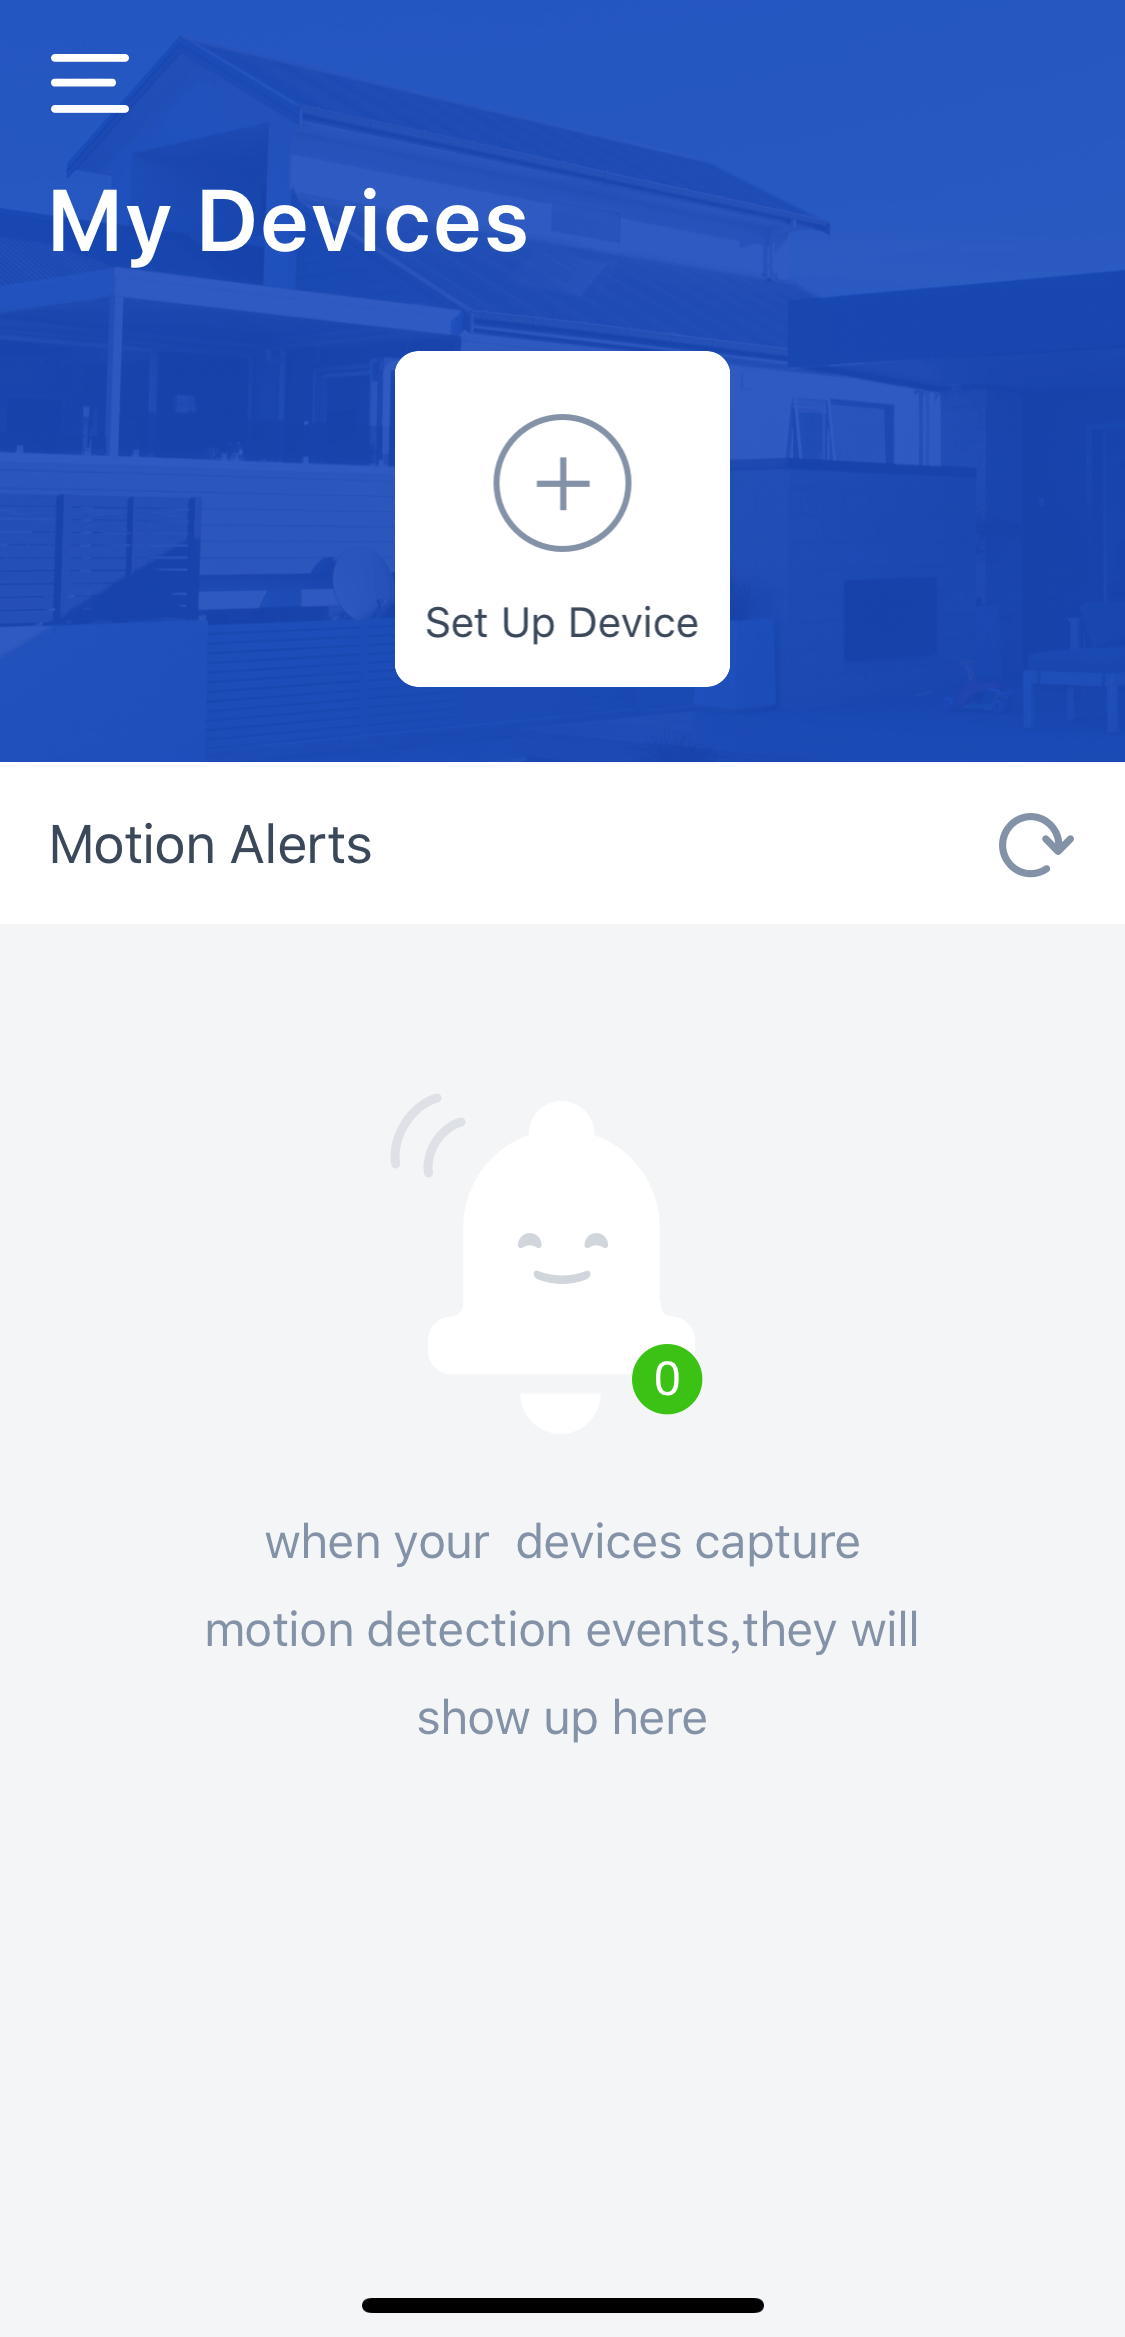 My Devices
Set Up Device
Motion Alerts
0
when your  devices capture
motion detection events,they will
show up here